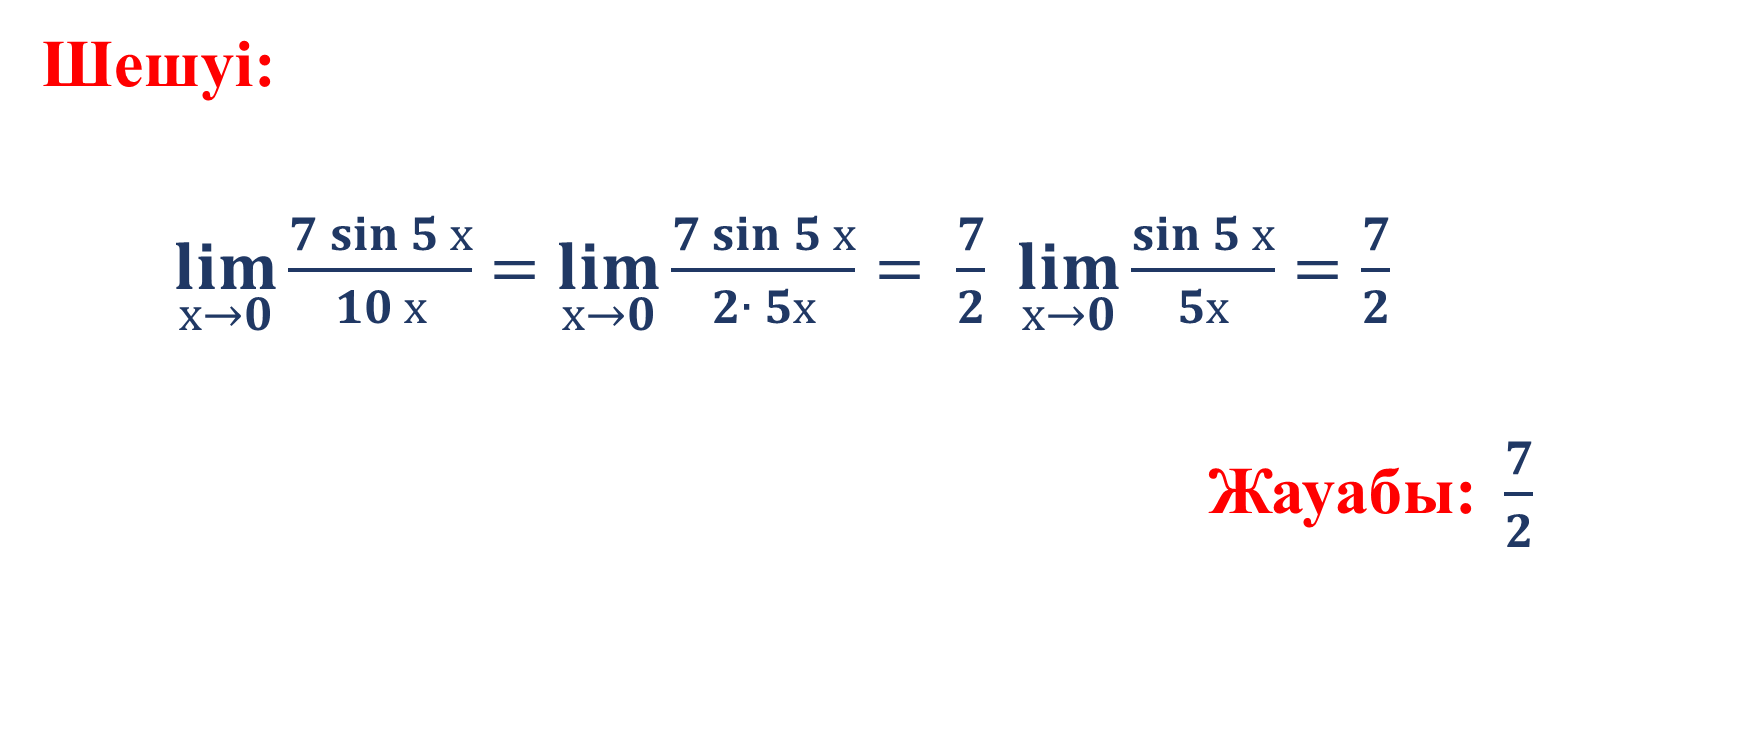 Шешуі:
lim x→0 7 sin 5 x / 10 x = lim x→0 7 sin 5 x / 2· 5x = 7/2 lim x→0 sin 5 x / 5x = 7/2
Жауабы: 7/2